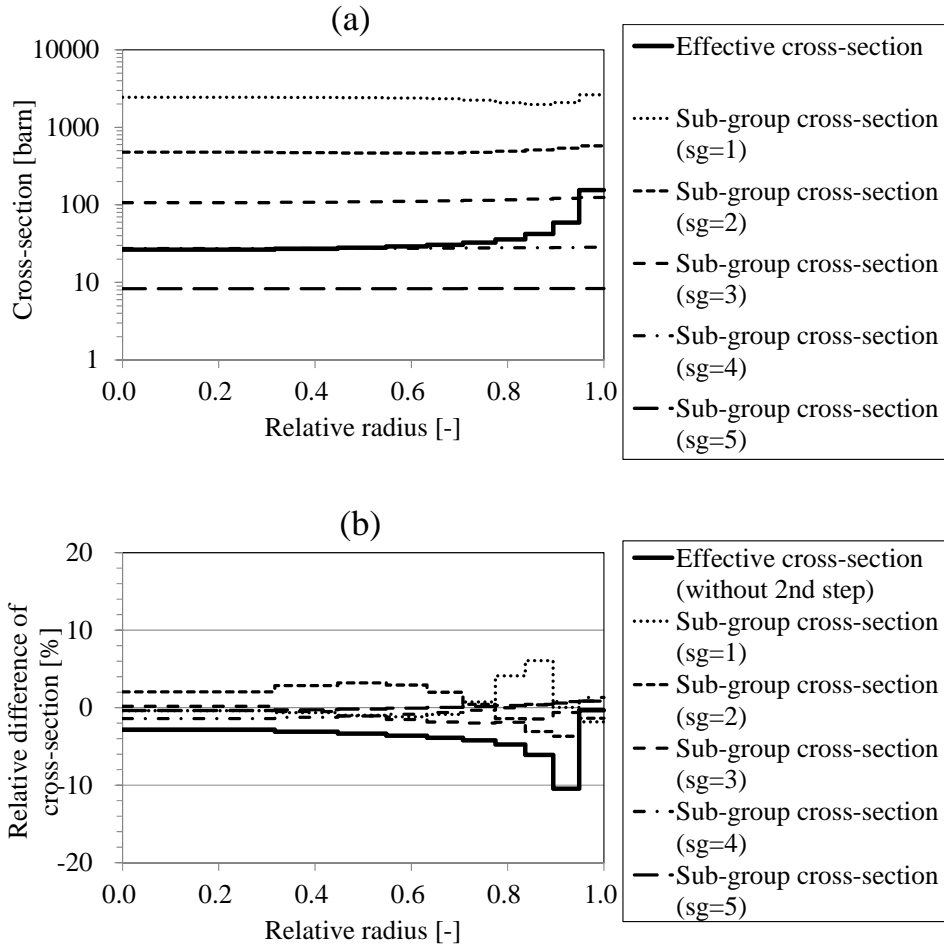 (a)
10000
1000
100
10
1
Cross-section [barn]
0.0 0.2 0.4 0.6 0.8 1.0
Relative radius [-]
Effective cross-section
Sub-group cross-section
(sg=1)
Sub-group cross-section
(sg=2)
Sub-group cross-section
(sg=3)
Sub-group cross-section
(sg=4)
Sub-group cross-section
(sg=5)
(b)
20
10
0
-10
-20
Relative difference of
cross-section [%]
0.0 0.2 0.4 0.6 0.8 1.0
Relative radius [-]
Effective cross-section
(without 2nd step)
Sub-group cross-section
(sg=1)
Sub-group cross-section
(sg=2)
Sub-group cross-section
(sg=3)
Sub-group cross-section
(sg=4)
Sub-group cross-section
(sg=5)